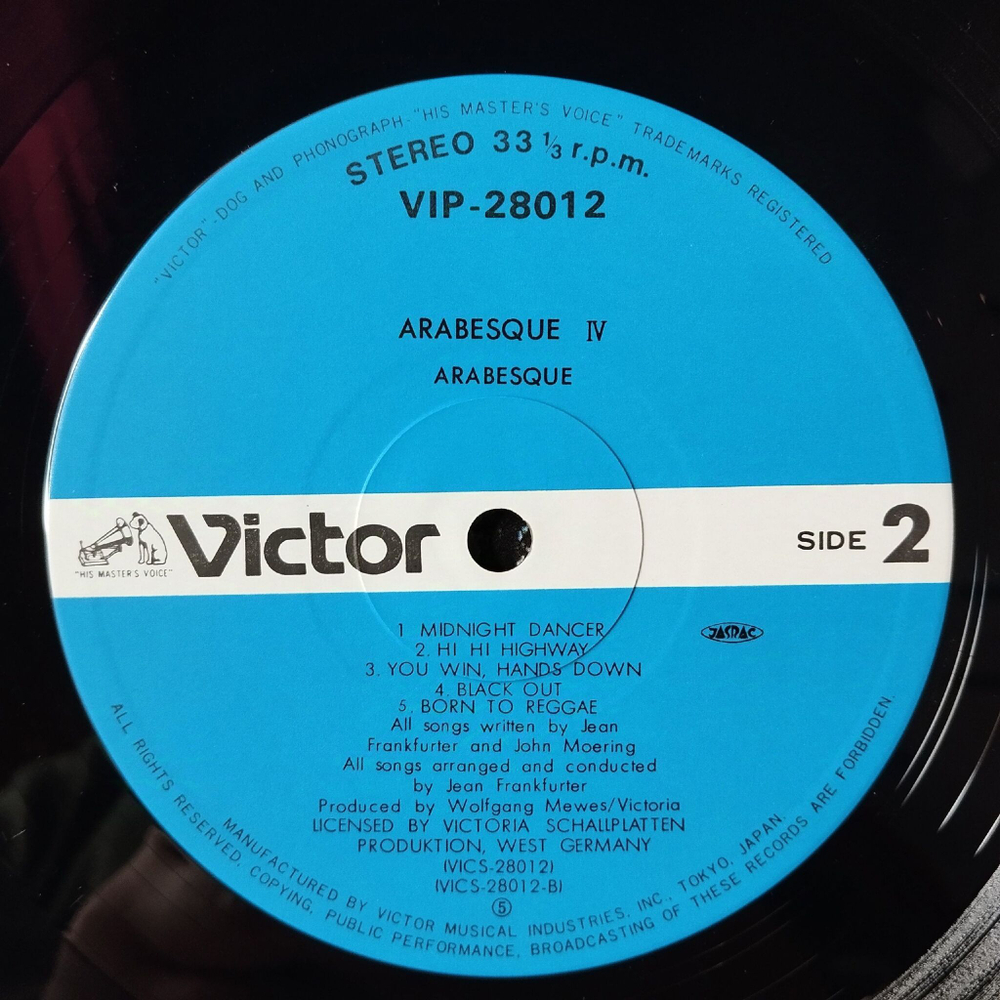 "VICTOR"-DOG AND PHONOGRAPH-"HIS MASTER'S VOICE" TRADEMARKS REGISTERED
STEREO 33 ⅓ r.p.m.
VIP-28012
ARABESQUE Ⅳ
ARABESQUE
Victor
"HIS MASTER'S VOICE"
SIDE 2
1 MIDNIGHT DANCER
2. HI HI HIGHWAY
3. YOU WIN, HANDS DOWN
4. BLACK OUT
5. BORN TO REGGAE
JASRAC
All songs written by Jean
Frankfurter and John Moering
All songs arranged and conducted
by Jean Frankfurter
Produced by Wolfgang Mewes/Victoria
LICENSED BY VICTORIA SCHALLPLATTEN
PRODUKTION, WEST GERMANY
(VICS-28012)
(VICS-28012-B)
⑤
MANUFACTURED BY VICTOR MUSICAL INDUSTRIES, INC., TOKYO, JAPAN.
ALL RIGHTS RESERVED, COPYING, PUBLIC PERFORMANCE, BROADCASTING OF THESE RECORDS ARE FORBIDDEN.